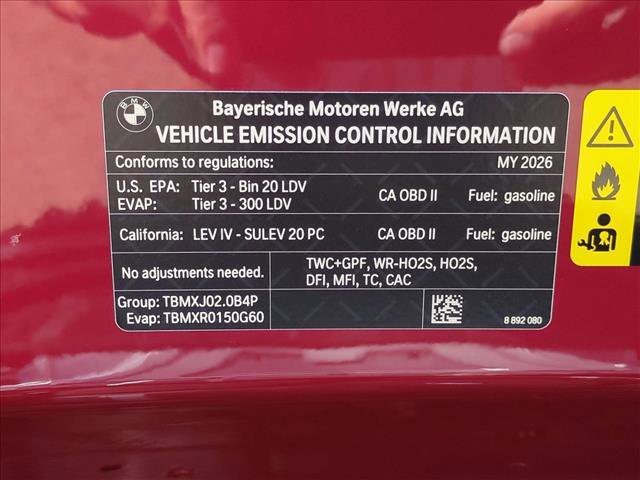 BMW
Bayerische Motoren Werke AG
VEHICLE EMISSION CONTROL INFORMATION
Conforms to regulations: MY 2026
U.S. EPA: Tier 3 - Bin 20 LDV CA OBD II Fuel: gasoline
EVAP: Tier 3 - 300 LDV
California: LEV IV - SULEV 20 PC CA OBD II Fuel: gasoline
No adjustments needed.
TWC+GPF, WR-HO2S, HO2S,
DFI, MFI, TC, CAC
Group: TBMXJ02.0B4P
Evap: TBMXR0150G60
8 892 080